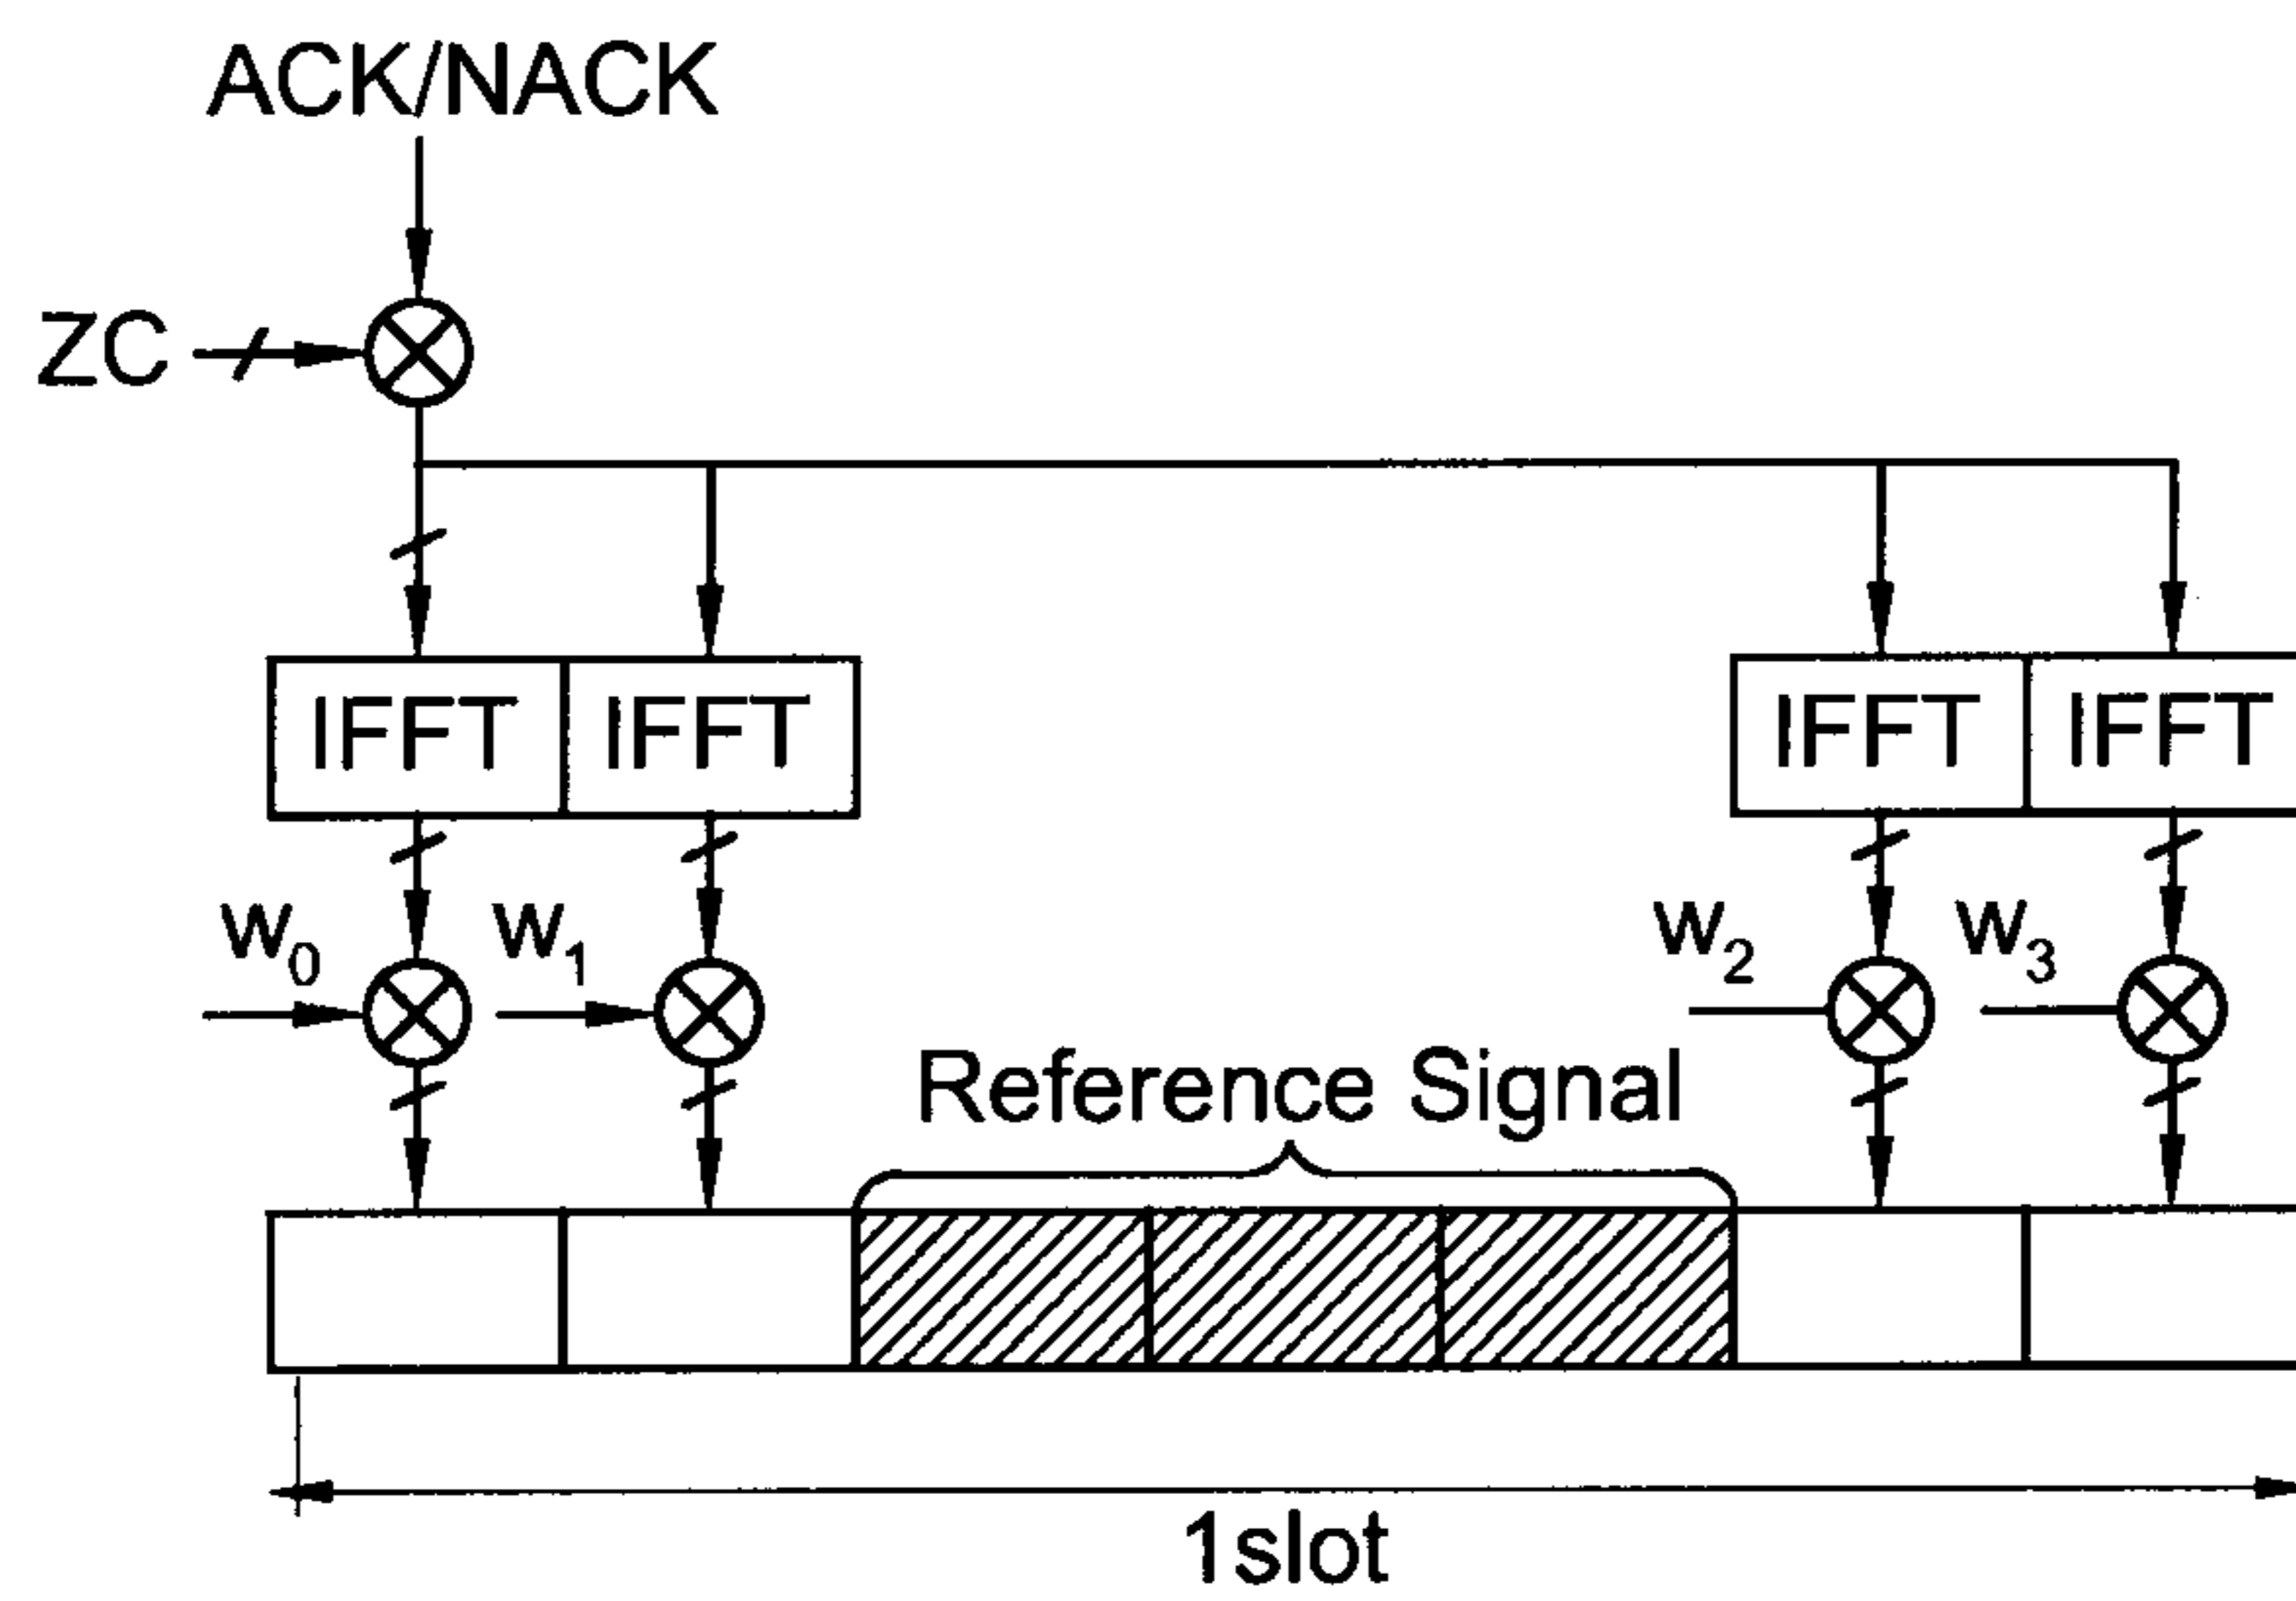 ACK/NACK
ZC
IFFT IFFT IFFT IFFT
w0 w1 w2 w3
Reference Signal
1slot